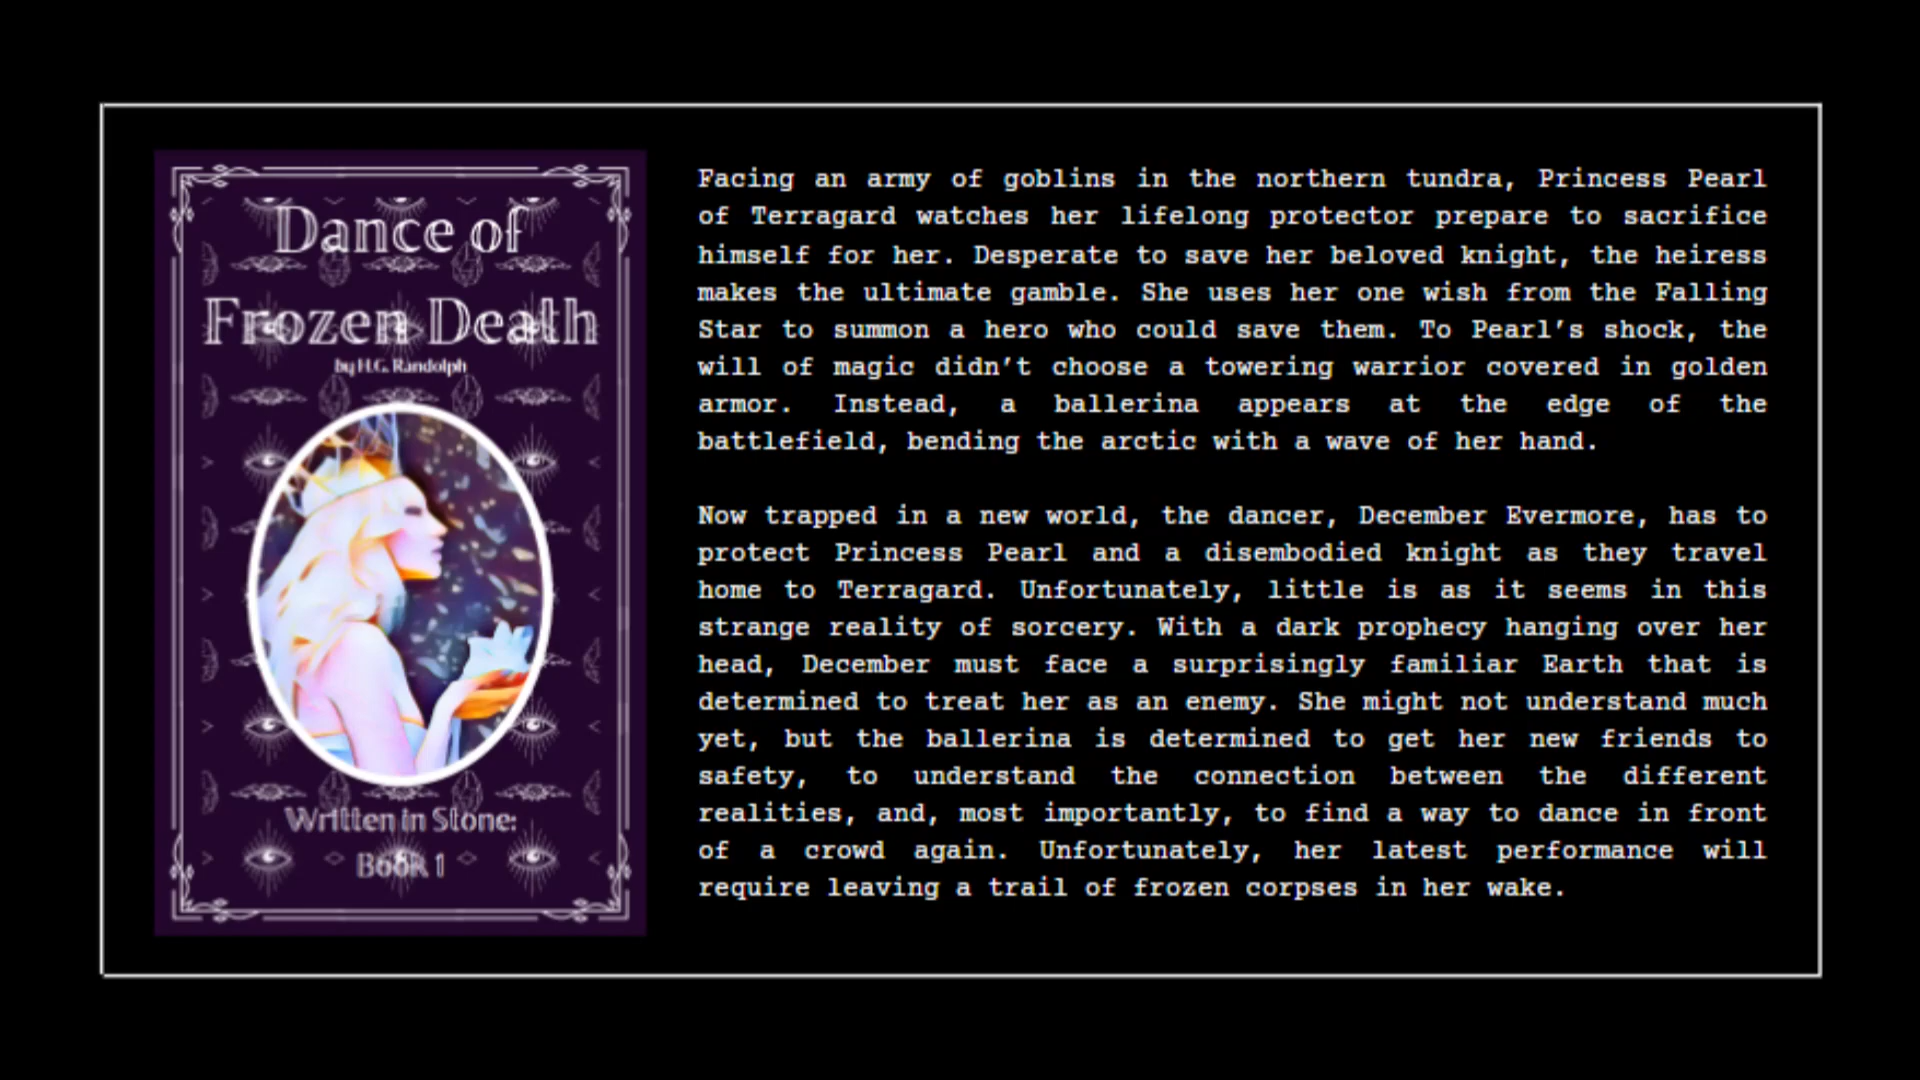 Dance of
Frozen Death
by H.G. Randolph
Written in Stone:
Book 1
Facing an army of goblins in the northern tundra, Princess Pearl
of Terragard watches her lifelong protector prepare to sacrifice
himself for her. Desperate to save her beloved knight, the heiress
makes the ultimate gamble. She uses her one wish from the Falling
Star to summon a hero who could save them. To Pearl's shock, the
will of magic didn't choose a towering warrior covered in golden
armor. Instead, a ballerina appears at the edge of the
battlefield, bending the arctic with a wave of her hand.
Now trapped in a new world, the dancer, December Evermore, has to
protect Princess Pearl and a disembodied knight as they travel
home to Terragard. Unfortunately, little is as it seems in this
strange reality of sorcery. With a dark prophecy hanging over her
head, December must face a surprisingly familiar Earth that is
determined to treat her as an enemy. She might not understand much
yet, but the ballerina is determined to get her new friends to
safety, to understand the connection between the different
realities, and, most importantly, to find a way to dance in front
of a crowd again. Unfortunately, her latest performance will
require leaving a trail of frozen corpses in her wake.